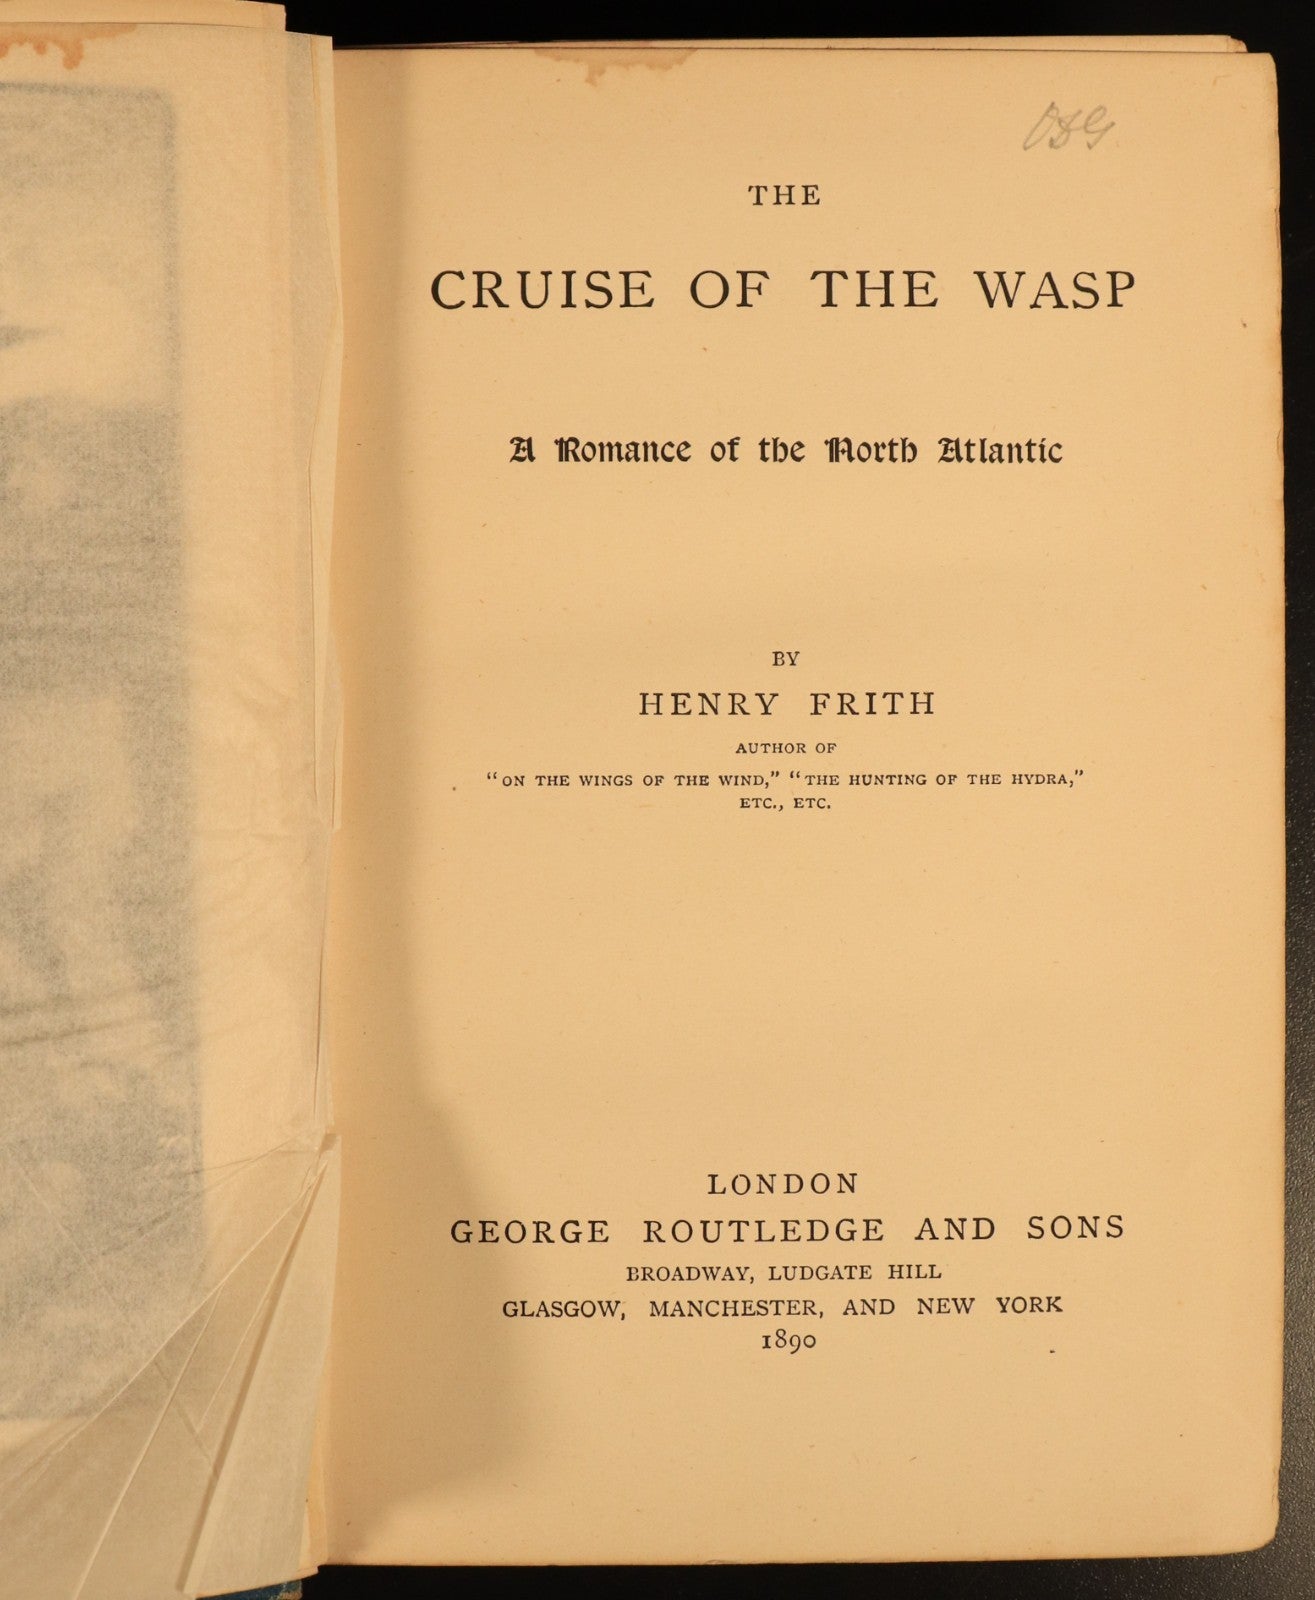 THE
CRUISE OF THE WASP
A Romance of the North Atlantic
BY
HENRY FRITH
AUTHOR OF
"ON THE WINGS OF THE WIND," "THE HUNTING OF THE HYDRA,"
ETC., ETC.
LONDON
GEORGE ROUTLEDGE AND SONS
BROADWAY, LUDGATE HILL
GLASGOW, MANCHESTER, AND NEW YORK
1890